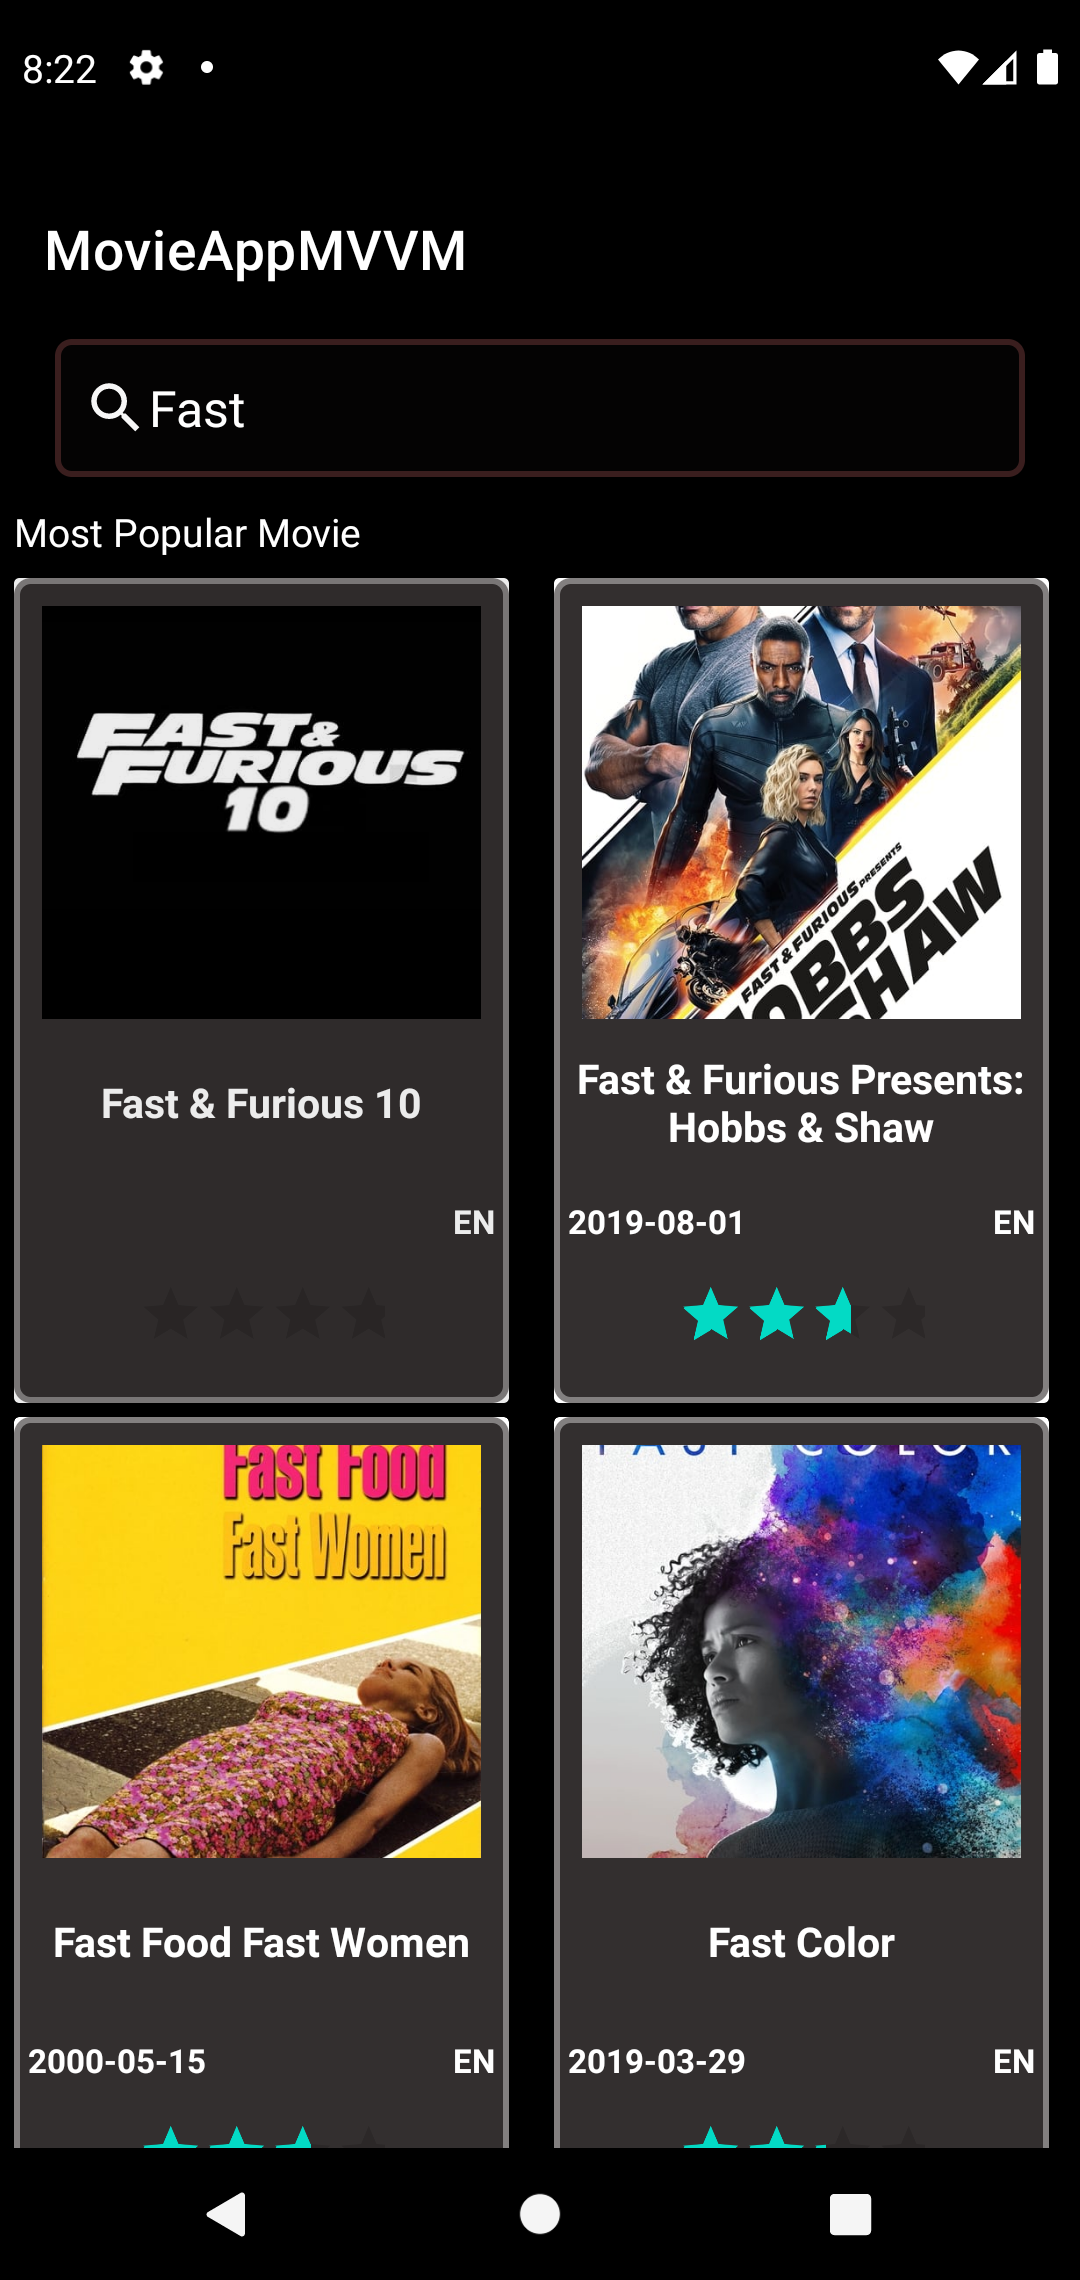 8:22
MovieAppMVVM
Fast
Most Popular Movie
FAST &
FURIOUS
10
FAST & FURIOUS PRESENTS
HOBBS
SHAW
Fast & Furious 10
Fast & Furious Presents:
Hobbs & Shaw
EN
2019-08-01
EN
Fast Food
Fast Women
FAST COLOR
Fast Food Fast Women
Fast Color
2000-05-15
EN
2019-03-29
EN